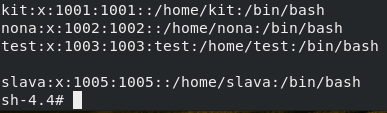 kit:x:1001:1001::/home/kit:/bin/bash
nona:x:1002:1002::/home/nona:/bin/bash
test:x:1003:1003:test:/home/test:/bin/bash

slava:x:1005:1005::/home/slava:/bin/bash
sh-4.4#